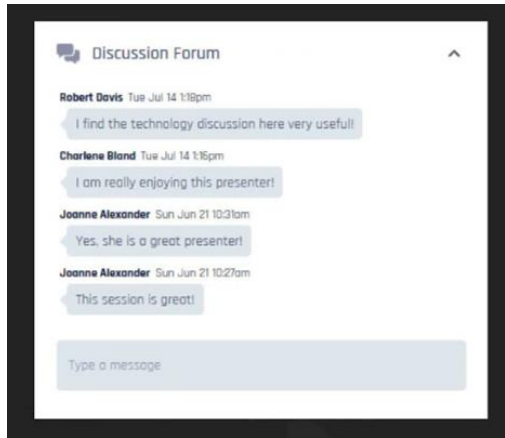 Discussion Forum
Robert Davis Tue Jul 14 1:18pm
I find the technology discussion here very useful!
Charlene Bland Tue Jul 14 1:16pm
I am really enjoying this presenter!
Joanne Alexander Sun Jun 21 10:31am
Yes, she is a great presenter!
Joanne Alexander Sun Jun 21 10:27am
This session is great!
Type a message